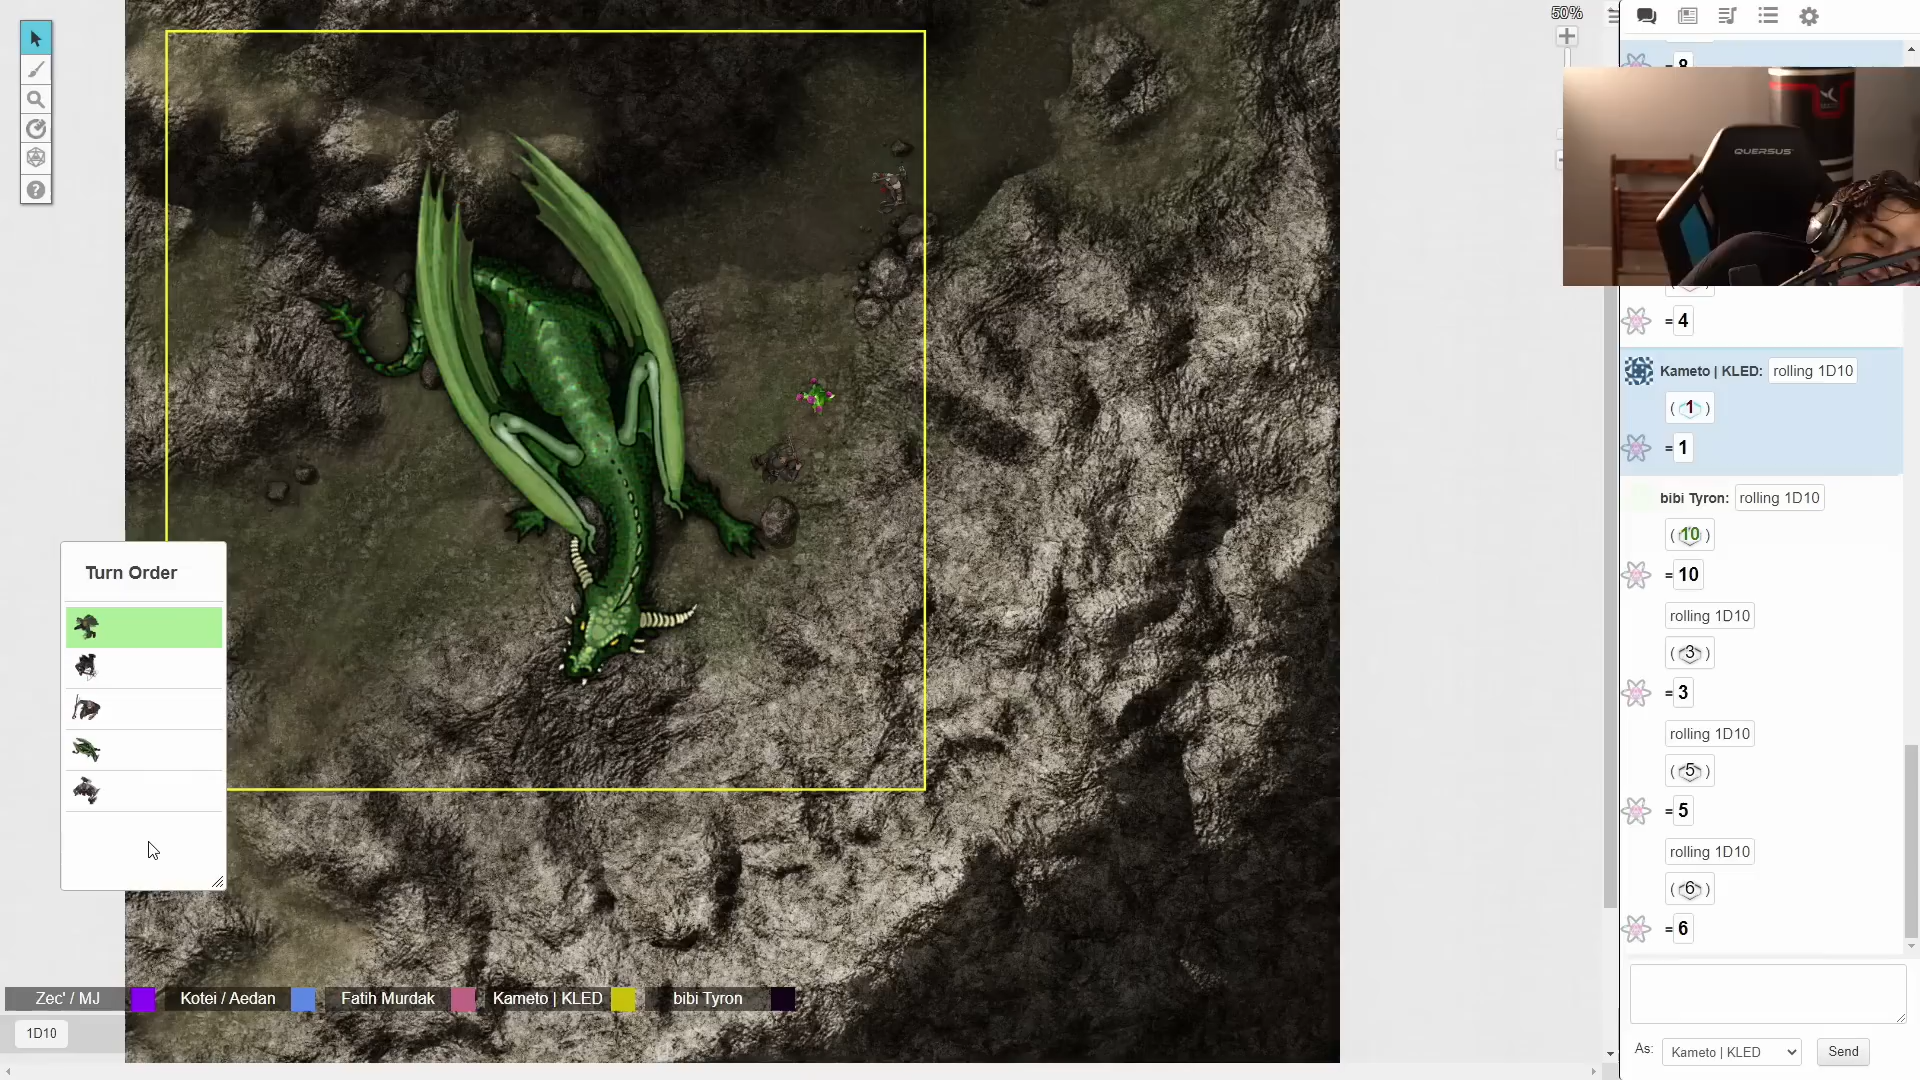 50%
8
QUERSUS
= 4
Kameto | KLED: rolling 1D10
( 1 )
= 1
bibi Tyron: rolling 1D10
( 10 )
= 10
rolling 1D10
( 3 )
= 3
rolling 1D10
( 5 )
= 5
rolling 1D10
( 6 )
= 6
Turn Order
Zec' / MJ
Kotei / Aedan
Fatih Murdak
Kameto | KLED
bibi Tyron
1D10
As: Kameto | KLED
Send